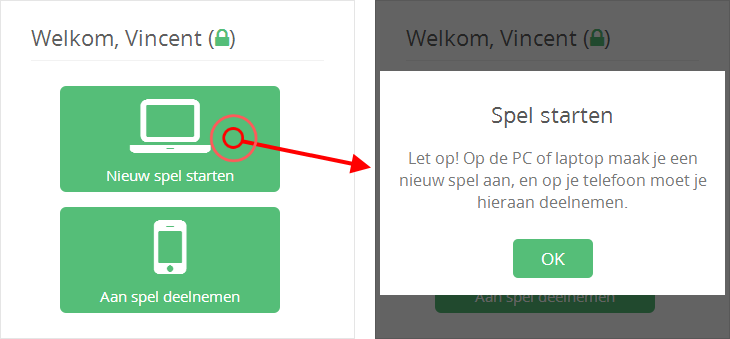 Welkom, Vincent ()
Nieuw spel starten
Aan spel deelnemen
Welkom, Vincent ()
Spel starten
Let op! Op de PC of laptop maak je een
nieuw spel aan, en op je telefoon moet je
hieraan deelnemen.
OK
Aan spel deelnemen